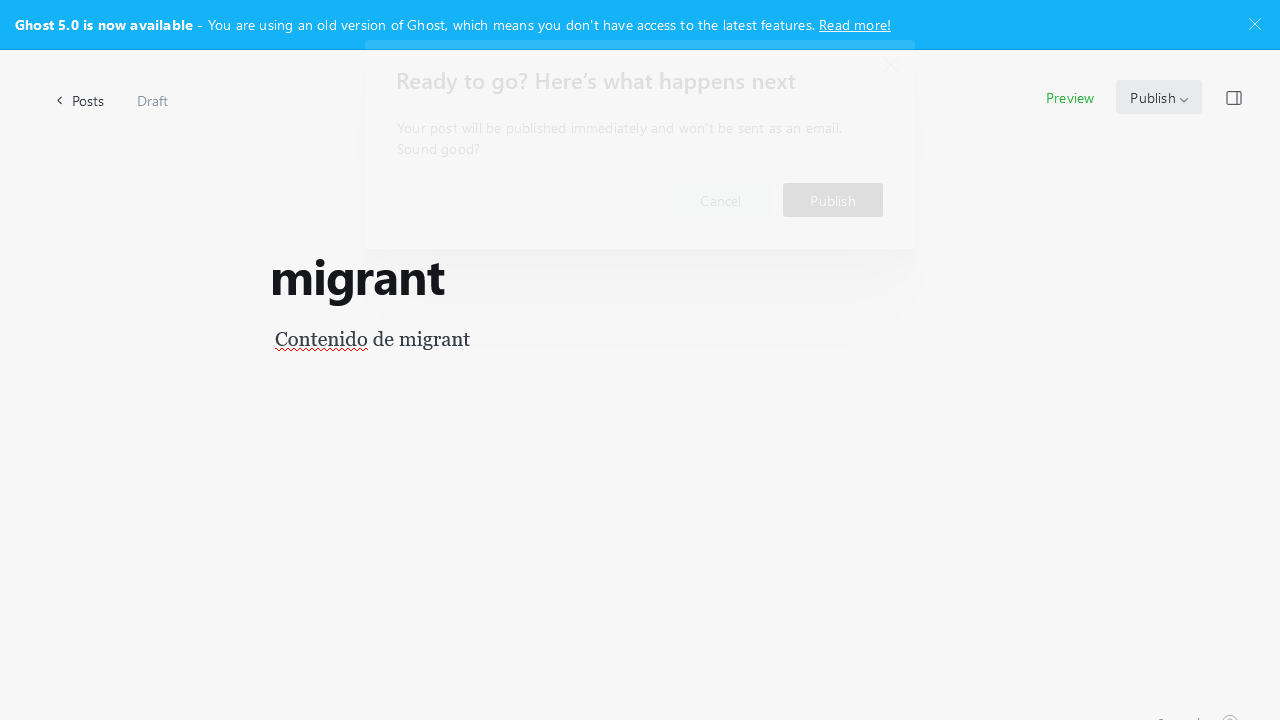 Ghost 5.0 is now available - You are using an old version of Ghost, which means you don't have access to the latest features. Read more!
Ready to go? Here's what happens next
Posts
Draft
Preview
Publish
Your post will be published immediately and won't be sent as an email.
Sound good?
Cancel
Publish
migrant
Contenido de migrant